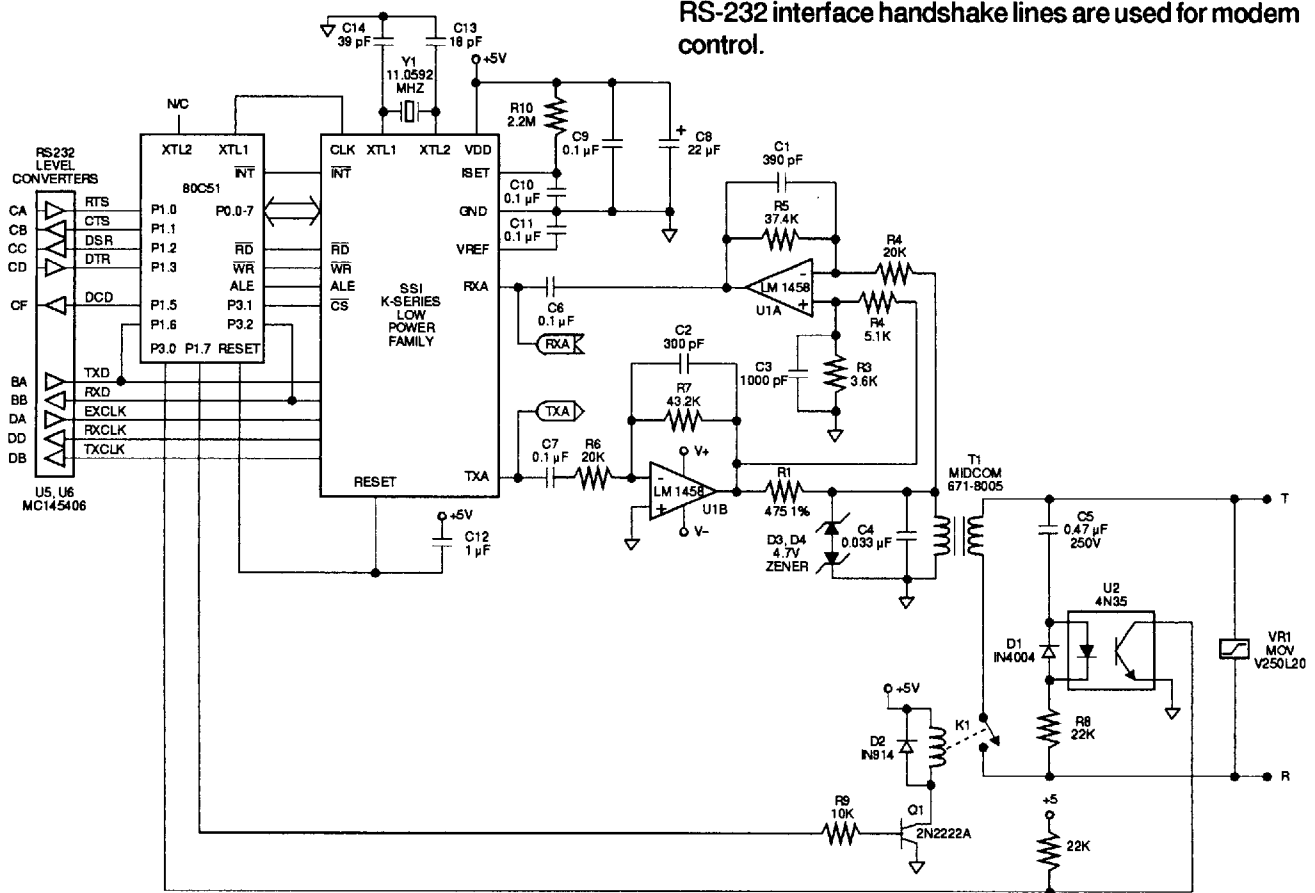 RS-232 interface handshake lines are used for modem
control.
C14
39 pF
C13
18 pF
Y1
11.0592
MHZ
+5V
N/C
R10
2.2M
C9
0.1 µF
+
C8
22 µF
C1
390 pF
RS232
LEVEL
CONVERTERS
XTL2
XTL1
CLK
XTL1
XTL2
VDD
INT
INT
ISET
80C51
C10
0.1 µF
R5
37.4K
CA
RTS
P1.0
P0.0-7
GND
CB
CTS
P1.1
C11
0.1 µF
CC
DSR
P1.2
RD
RD
VREF
R4
20K
CD
DTR
P1.3
WR
WR
ALE
ALE
SSI
K-SERIES
LOW
POWER
FAMILY
RXA
-
LM 1458
+
U1A
CF
DCD
P1.5
P3.1
CS
C6
0.1 µF
R4
5.1K
P1.6
P3.2
C2
300 pF
P3.0
P1.7
RESET
RXA
C3
1000 pF
R3
3.6K
BA
TXD
R7
43.2K
BB
RXD
DA
EXCLK
TXA
DD
RXCLK
C7
0.1 µF
R6
20K
V+
DB
TXCLK
T1
MIDCOM
671-8005
RESET
TXA
-
LM 1458
+
U1B
V−
R1
475 1%
U5, U6
MC145406
T
+5V
C12
1 µF
D3, D4
4.7V
ZENER
C4
0.033 µF
C5
0.47 µF
250V
U2
4N35
D1
IN4004
VR1
MOV
V250L20
+5V
K1
R8
22K
D2
IN914
R
+5
R9
10K
Q1
2N2222A
22K